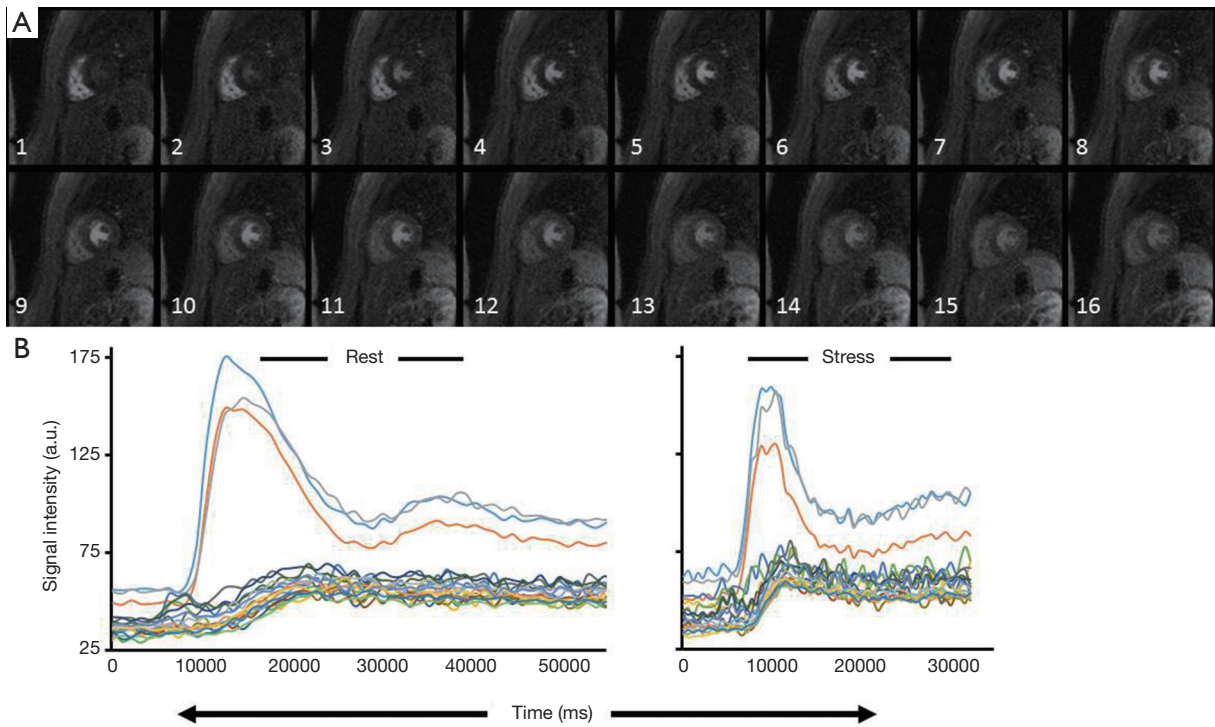 A
1 2 3 4 5 6 7 8
9 10 11 12 13 14 15 16
B
175
125
75
25
Signal intensity (a.u.)
Rest
Stress
0 10000 20000 30000 40000 50000
0 10000 20000 30000
Time (ms)